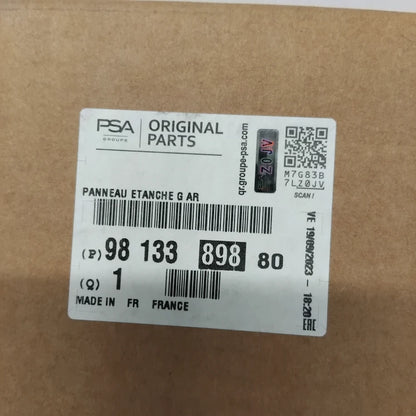 PSA
GROUPE
ORIGINAL
PARTS
qr.groupe-psa.com
M7G83B
7LZ0JV
SCAN !
PANNEAU ETANCHE G AR
(P) 98 133 898 80
(Q) 1
MADE IN FR FRANCE
VE 19/09/2023 - 18:20
EAC